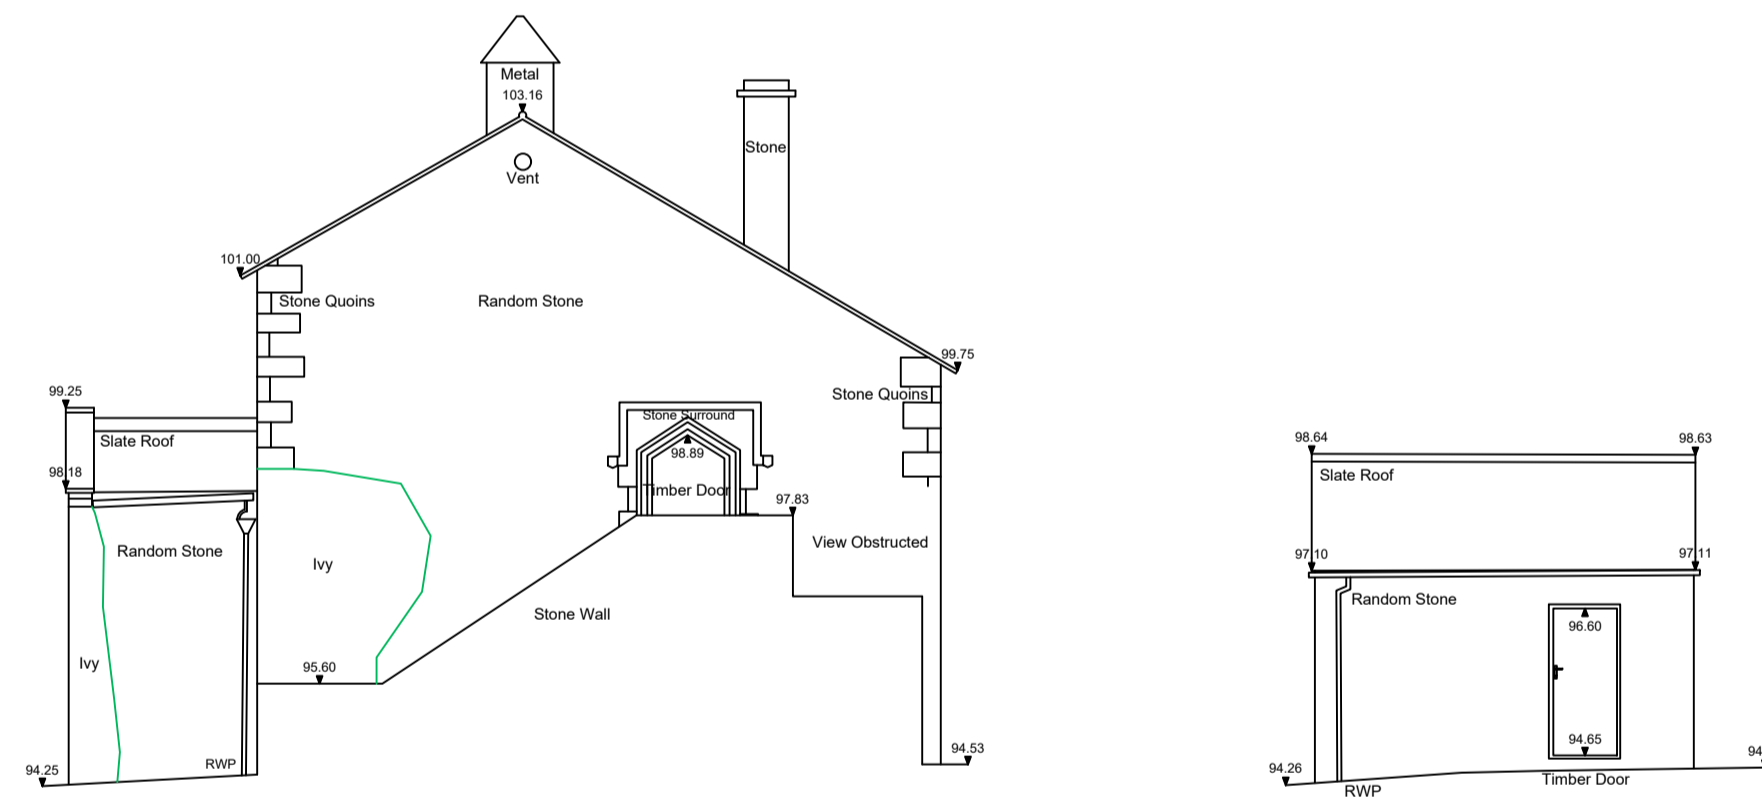 Metal
103.16
Vent
Stone
101.00
Stone Quoins
Random Stone
99.75
Stone Quoins
99.25
Slate Roof
98.18
Random Stone
Ivy
RWP
94.25
Stone Surround
98.89
Timber Door
97.83
View Obstructed
Ivy
Stone Wall
95.60
94.53
98.64
98.63
Slate Roof
97.10
97.11
Random Stone
96.60
94.65
94.26
RWP
Timber Door
94